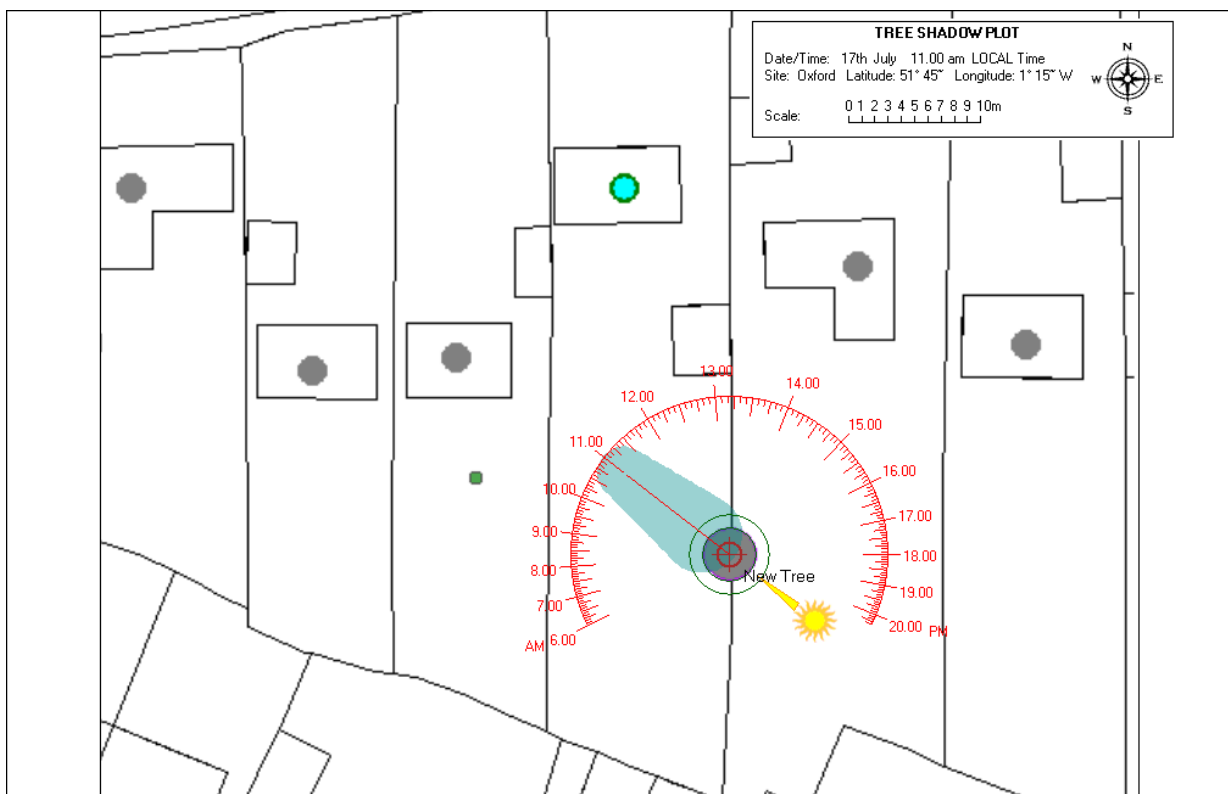 TREE SHADOW PLOT
Date/Time: 17th July 11.00 am LOCAL Time
Site: Oxford Latitude: 51° 45~ Longitude: 1° 15~ W
Scale: 0 1 2 3 4 5 6 7 8 9 10m
N
W E
S
13.00
14.00
12.00
15.00
11.00
16.00
10.00
17.00
9.00
18.00
8.00
New Tree
19.00
7.00
20.00 PM
AM 6.00